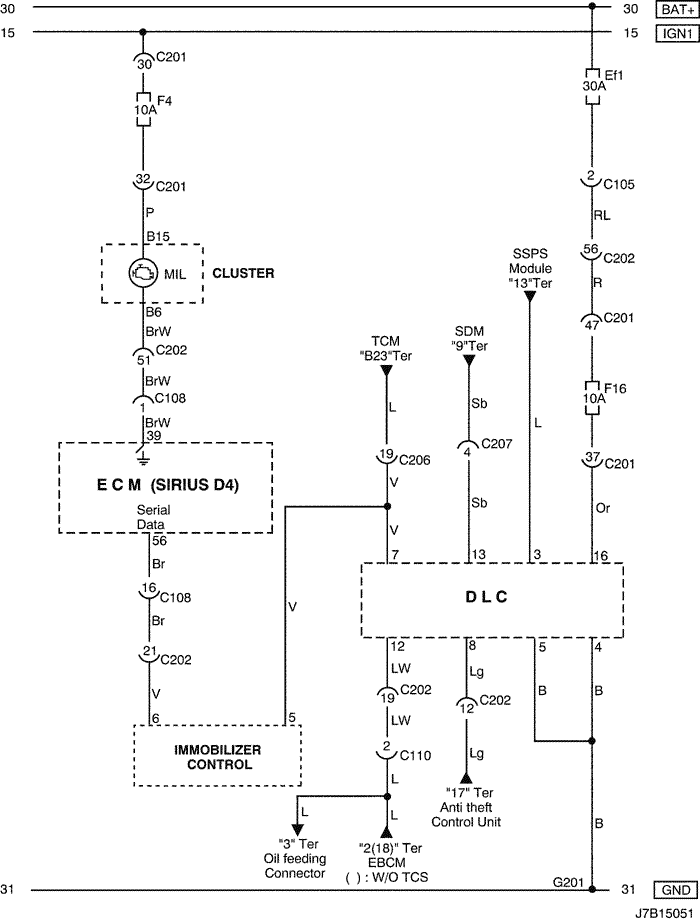 30 30 BAT+
15 15 IGN1
30 C201
F4
10A
Ef1
30A
32
C201
2
C105
P
RL
B15
56
C202
SSPS
Module
"13"Ter
MIL CLUSTER
R
B6
C201
47
BrW
C202
51
TCM
"B23"Ter
SDM
"9"Ter
BrW
C108
1
F16
10A
L
Sb
L
BrW
39
19
C206
4
C207
37
C201
E C M (SIRIUS D4)
V
Sb
Or
Serial
Data
V
56
7 13 3 16
Br
D L C
16
C108
V
Br
12 8 5 4
21
C202
LW
Lg
B
B
V
19
C202
12
C202
6 5
LW
IMMOBILIZER
CONTROL
2
C110
Lg
L
"17" Ter
Anti theft
Control Unit
L
L
B
"3" Ter
Oil feeding
Connector
"2(18)" Ter
EBCM
( ) : W/O TCS
G201
31 31 GND
J7B15051